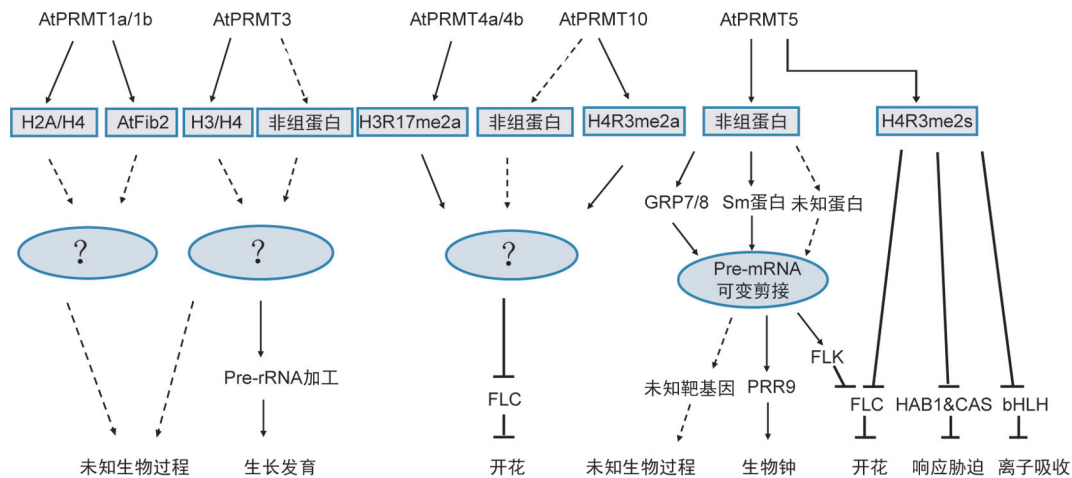 AtPRMT1a/1b AtPRMT3 AtPRMT4a/4b AtPRMT10 AtPRMT5
H2A/H4 AtFib2 H3/H4 非组蛋白 H3R17me2a 非组蛋白 H4R3me2a 非组蛋白 H4R3me2s
GRP7/8 Sm蛋白 未知蛋白
? ? ?
Pre-mRNA
可变剪接
FLK
Pre-rRNA加工 未知靶基因 PRR9
FLC FLC HAB1&CAS bHLH
未知生物过程 生长发育 开花 未知生物过程 生物钟 开花 响应胁迫 离子吸收